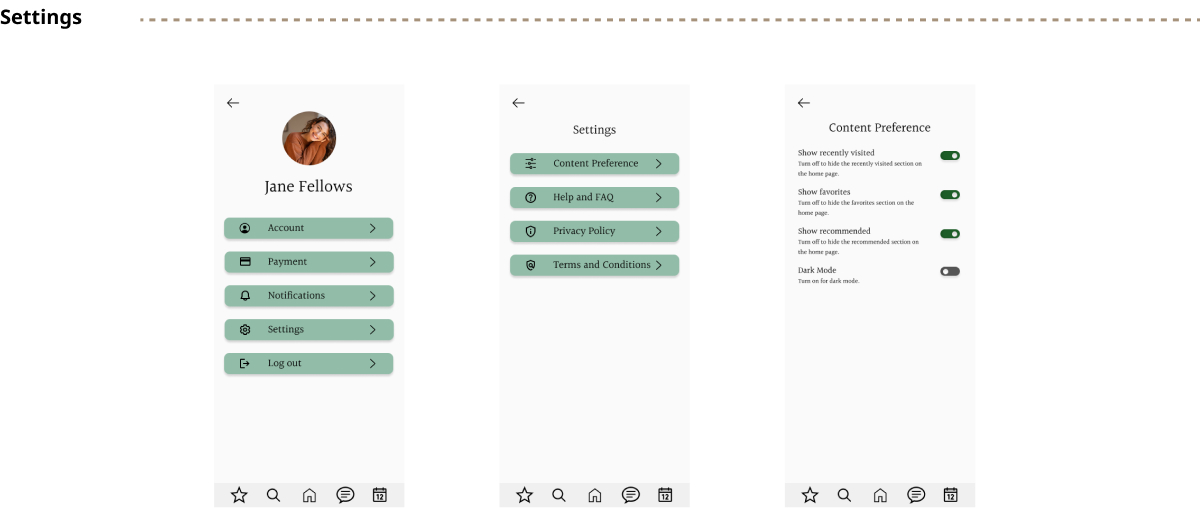 Settings
Jane Fellows
Account
Payment
Notifications
Settings
Log out
12
Settings
Content Preference
Help and FAQ
Privacy Policy
Terms and Conditions
12
Content Preference
Show recently visited
Turn off to hide the recently visited section on
the home page.
Show favorites
Turn off to hide the favorites section on the
home page.
Show recommended
Turn off to hide the recommended section on
the home page.
Dark Mode
Turn on for dark mode.
12